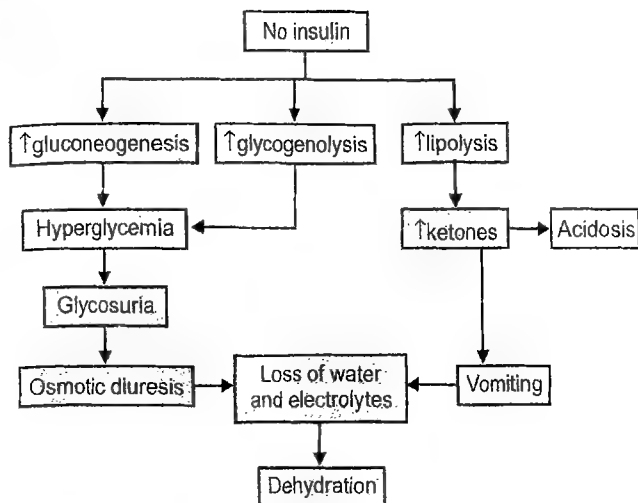 No insulin
↑gluconeogenesis
↑glycogenolysis
↑lipolysis
Hyperglycemia
↑ketones
Acidosis
Glycosuria
Osmotic diuresis
Loss of water
and electrolytes
Vomiting
Dehydration